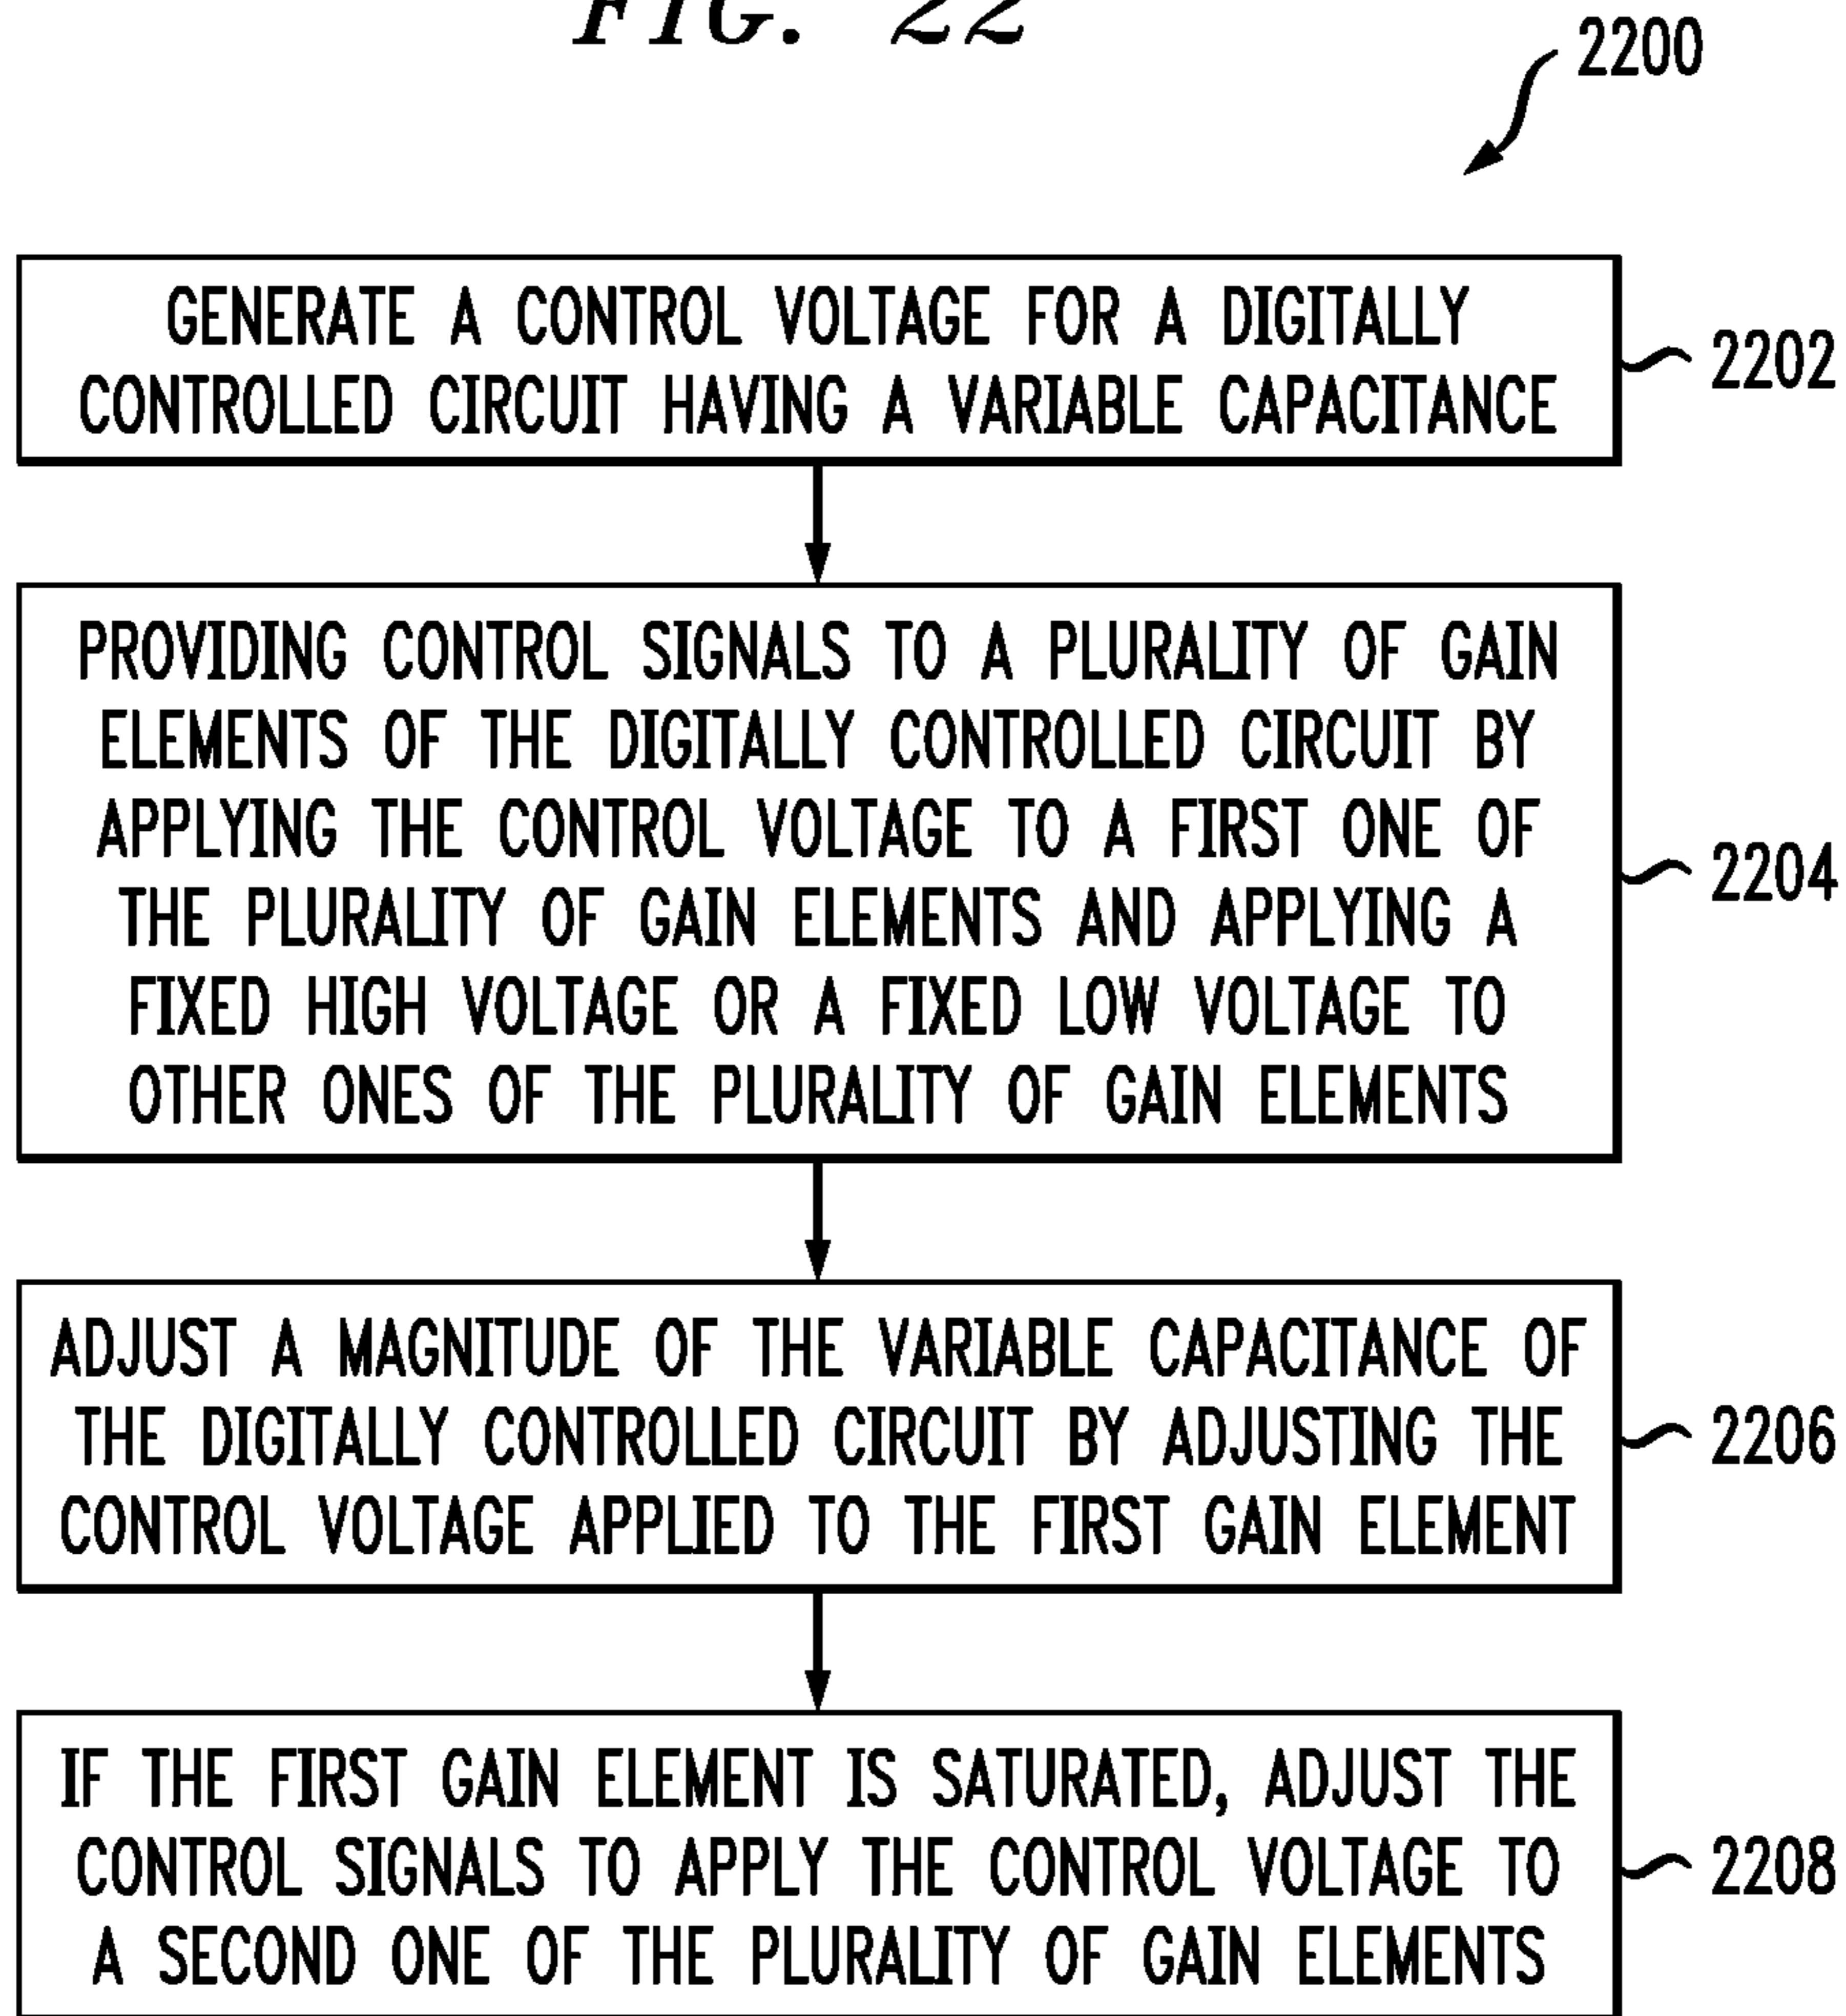 FIG. 22
2200
GENERATE A CONTROL VOLTAGE FOR A DIGITALLY
CONTROLLED CIRCUIT HAVING A VARIABLE CAPACITANCE
2202
PROVIDING CONTROL SIGNALS TO A PLURALITY OF GAIN
ELEMENTS OF THE DIGITALLY CONTROLLED CIRCUIT BY
APPLYING THE CONTROL VOLTAGE TO A FIRST ONE OF
THE PLURALITY OF GAIN ELEMENTS AND APPLYING A
FIXED HIGH VOLTAGE OR A FIXED LOW VOLTAGE TO
OTHER ONES OF THE PLURALITY OF GAIN ELEMENTS
2204
ADJUST A MAGNITUDE OF THE VARIABLE CAPACITANCE OF
THE DIGITALLY CONTROLLED CIRCUIT BY ADJUSTING THE
CONTROL VOLTAGE APPLIED TO THE FIRST GAIN ELEMENT
2206
IF THE FIRST GAIN ELEMENT IS SATURATED, ADJUST THE
CONTROL SIGNALS TO APPLY THE CONTROL VOLTAGE TO
A SECOND ONE OF THE PLURALITY OF GAIN ELEMENTS
2208